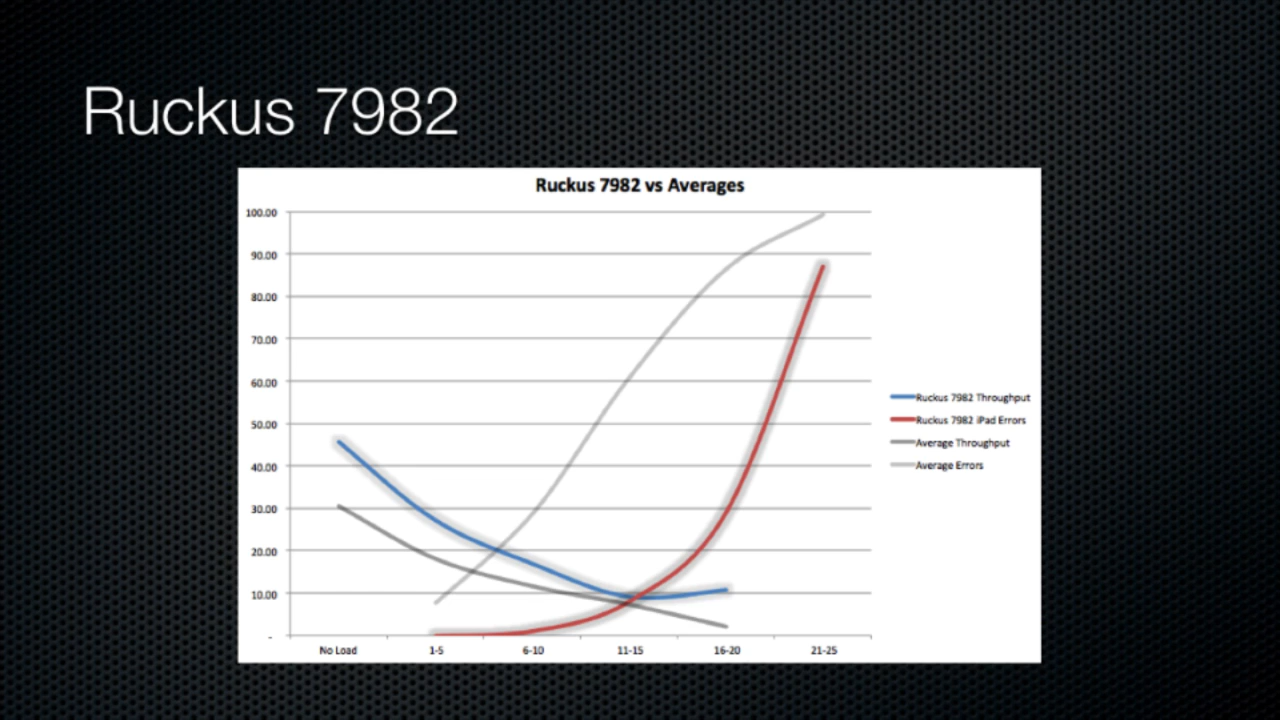 Ruckus 7982
Ruckus 7982 vs Averages
100.00
90.00
80.00
70.00
60.00
50.00
40.00
30.00
20.00
10.00
-
No Load 1-5 6-10 11-15 16-20 21-25
Ruckus 7982 Throughput
Ruckus 7982 iPad Errors
Average Throughput
Average Errors